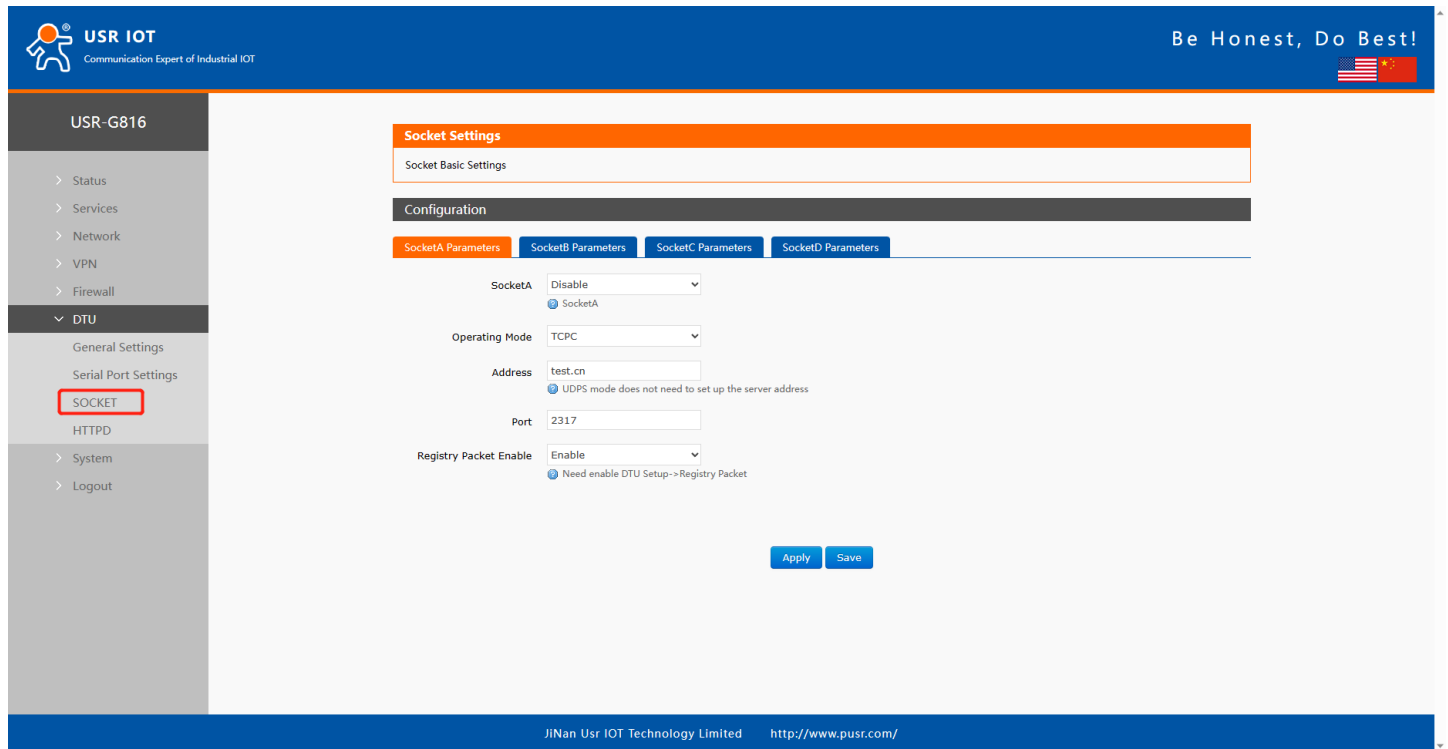 USR IOT
Communication Expert of Industrial IOT
Be Honest, Do Best!
USR-G816
Status
Services
Network
VPN
Firewall
DTU
General Settings
Serial Port Settings
SOCKET
HTTPD
System
Logout
Socket Settings
Socket Basic Settings
Configuration
SocketA Parameters SocketB Parameters SocketC Parameters SocketD Parameters
SocketA Disable
SocketA
Operating Mode TCPC
Address test.cn
UDPS mode does not need to set up the server address
Port 2317
Registry Packet Enable Enable
Need enable DTU Setup->Registry Packet
Apply Save
JiNan Usr IOT Technology Limited http://www.pusr.com/